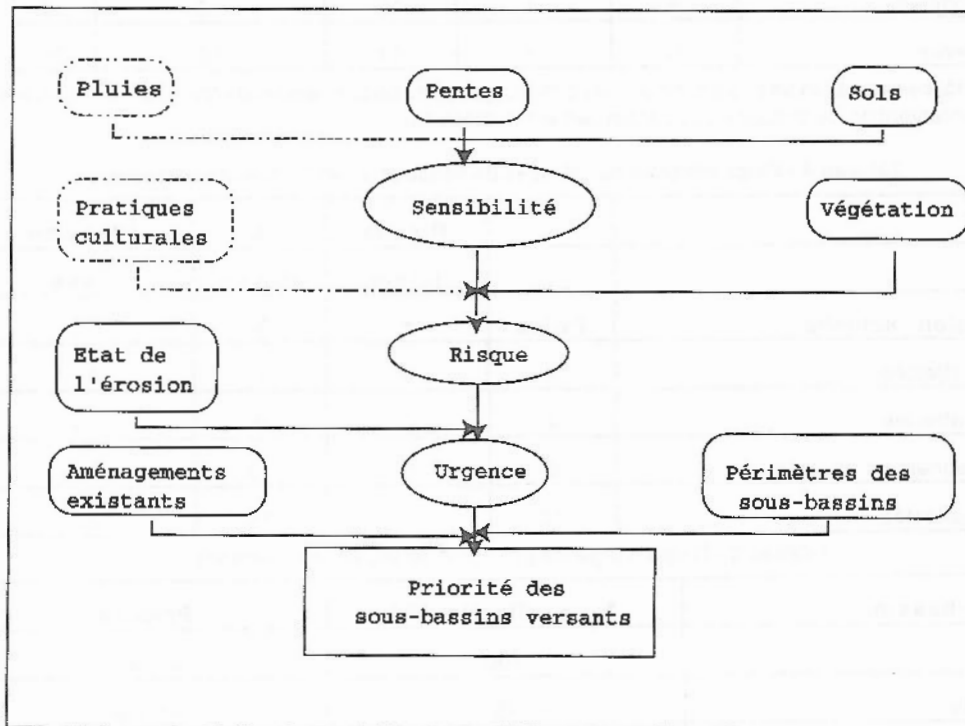 Pluies
Pentes
Sols
Pratiques
culturales
Sensibilité
Végétation
Etat de
l'érosion
Risque
Aménagements
existants
Urgence
Périmètres des
sous-bassins
Priorité des
sous-bassins versants